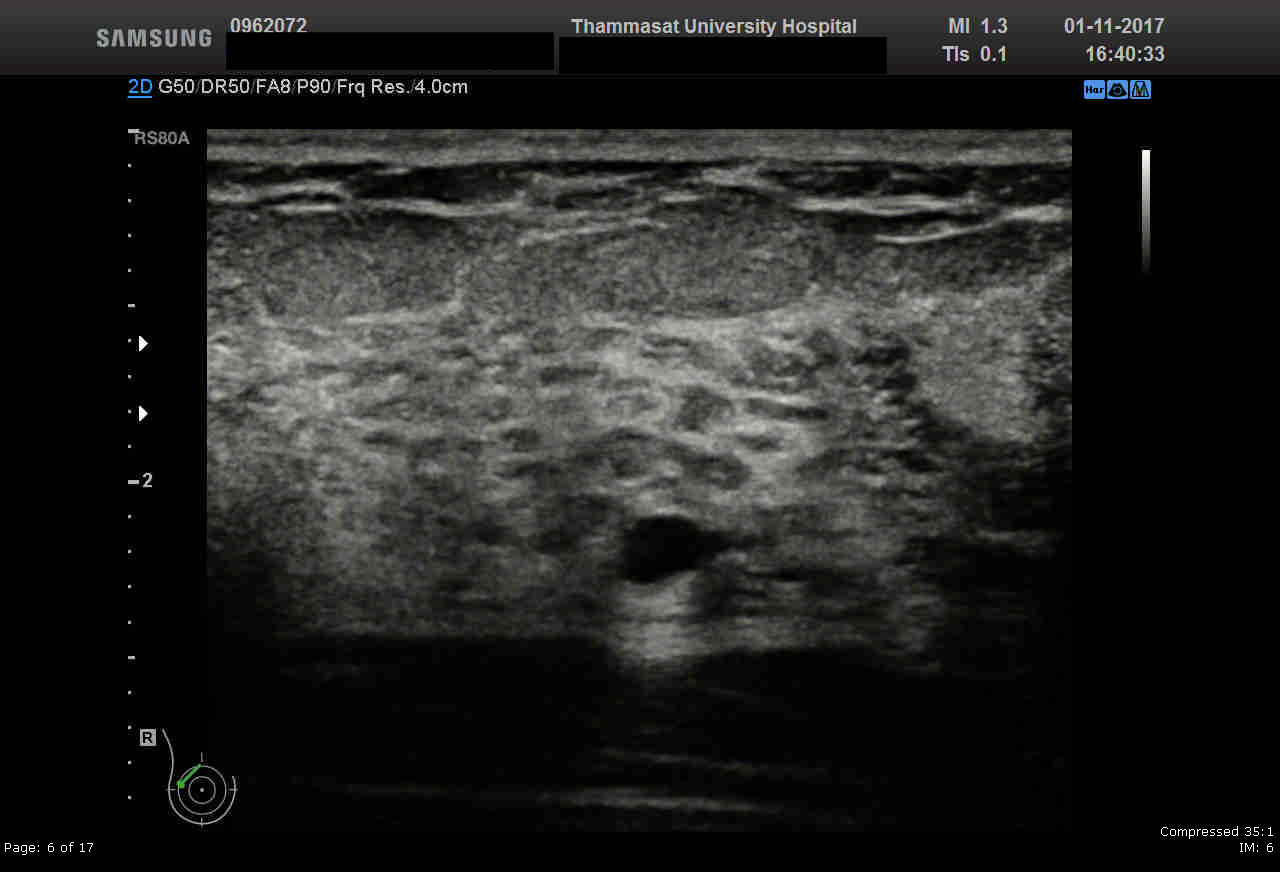 SAMSUNG
0962072
Thammasat University Hospital
MI 1.3
01-11-2017
TIs 0.1
16:40:33
2D G50/DR50/FA8/P90/Frq Res./4.0cm
Har
RS80A
2
R
Compressed 35:1
Page: 6 of 17
IM: 6